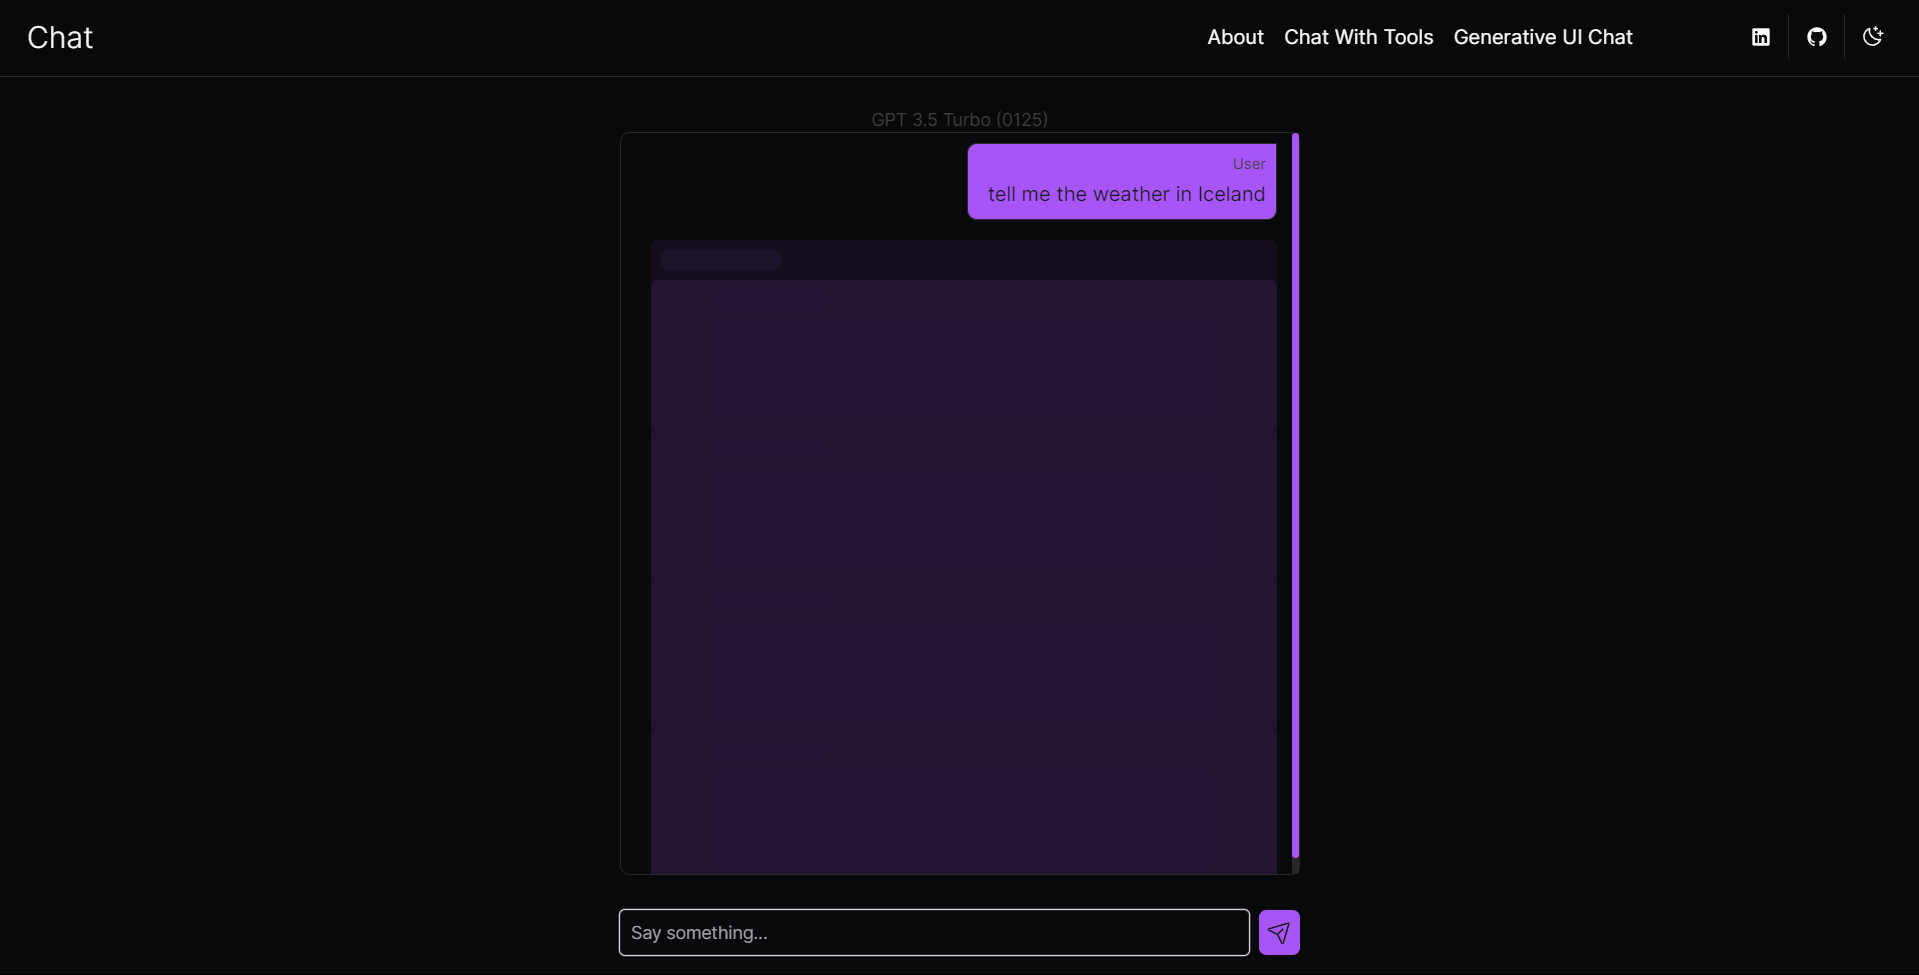 Chat
About
Chat With Tools
Generative UI Chat
GPT 3.5 Turbo (0125)
User
tell me the weather in Iceland
Say something...